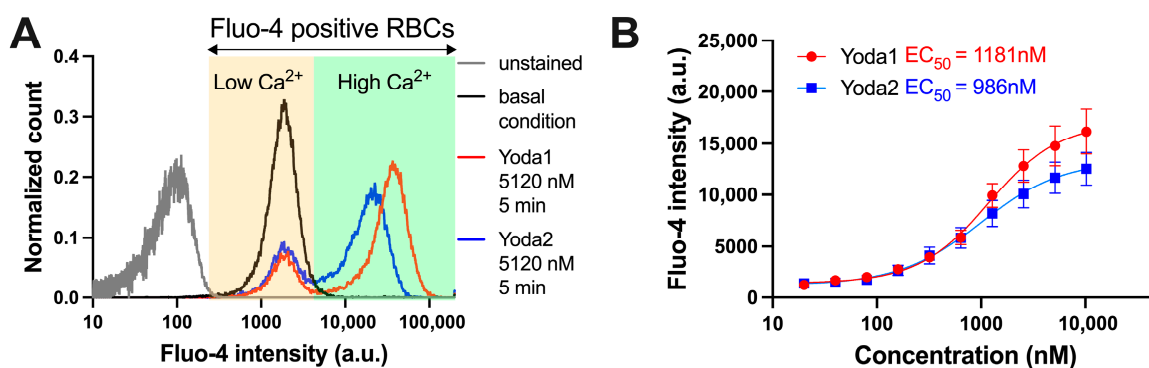 A
Fluo-4 positive RBCs
Low Ca2+
High Ca2+
Normalized count
0.4
0.3
0.2
0.1
0.0
10
100
1000
10,000
100,000
Fluo-4 intensity (a.u.)
unstained
basal
condition
Yoda1
5120 nM
5 min
Yoda2
5120 nM
5 min
B
Fluo-4 intensity (a.u.)
25,000
20,000
15,000
10,000
5000
0
10
100
1000
10,000
Concentration (nM)
Yoda1 EC50 = 1181nM
Yoda2 EC50 = 986nM